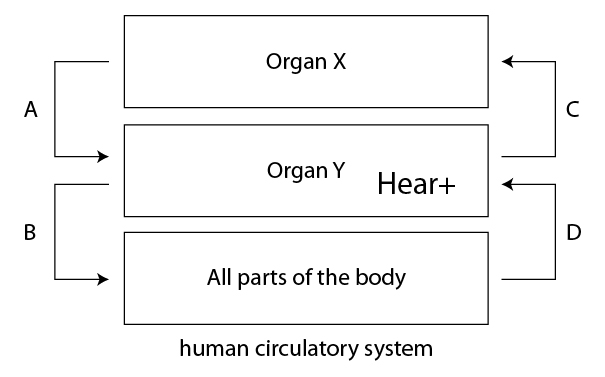 Organ X
A
C
Organ Y
Hear+
B
D
All parts of the body
human circulatory system